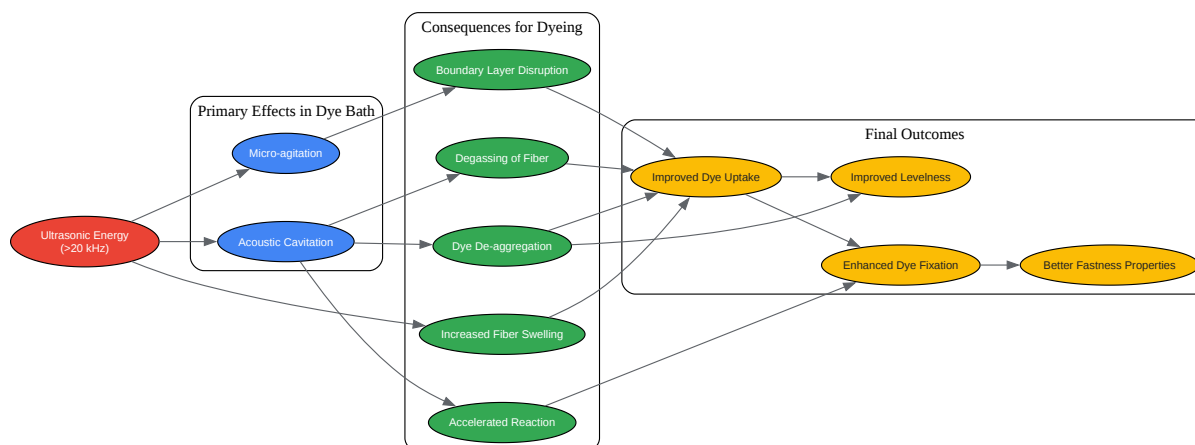 Consequences for Dyeing
Boundary Layer Disruption
Primary Effects in Dye Bath
Final Outcomes
Micro-agitation
Degassing of Fiber
Improved Dye Uptake
Improved Levelness
Ultrasonic Energy
(>20 kHz)
Acoustic Cavitation
Dye De-aggregation
Enhanced Dye Fixation
Better Fastness Properties
Increased Fiber Swelling
Accelerated Reaction